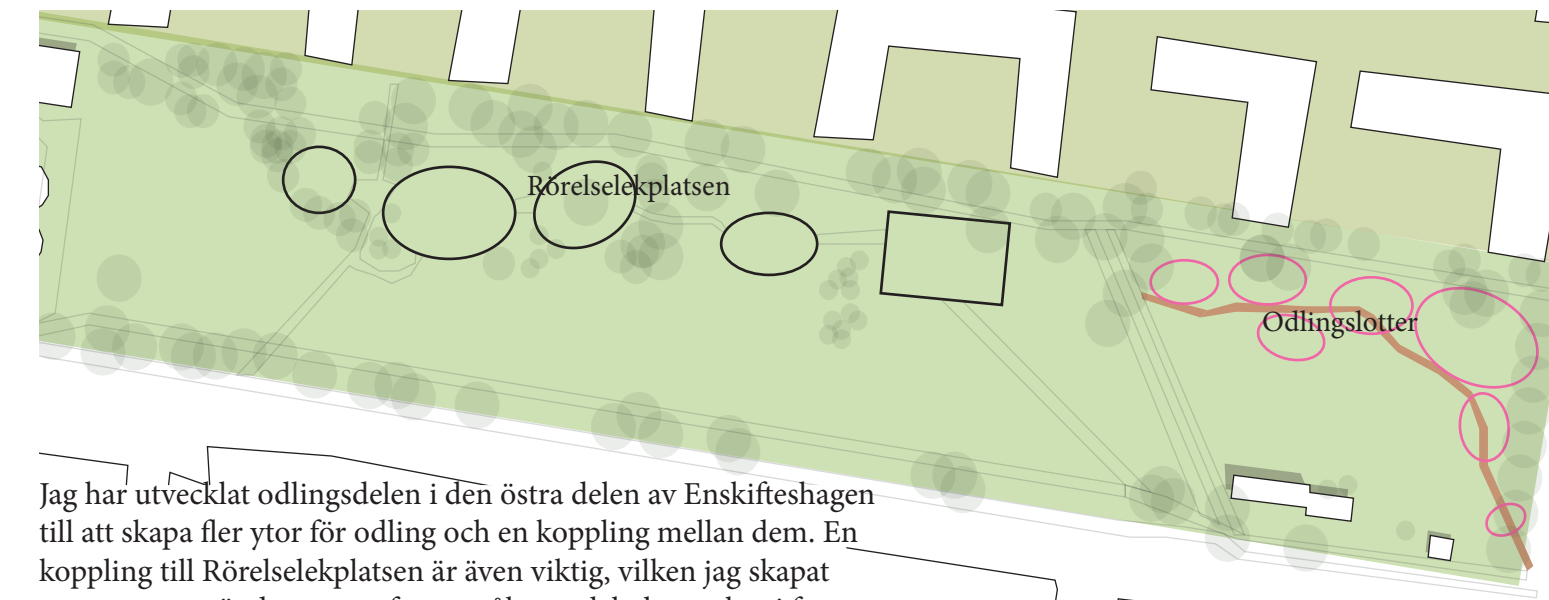 Rörelselekplatsen
Odlingslotter
Jag har utvecklat odlingsdelen i den östra delen av Enskifteshagen
till att skapa fler ytor för odling och en koppling mellan dem. En
koppling till Rörelselekplatsen är även viktig, vilken jag skapat